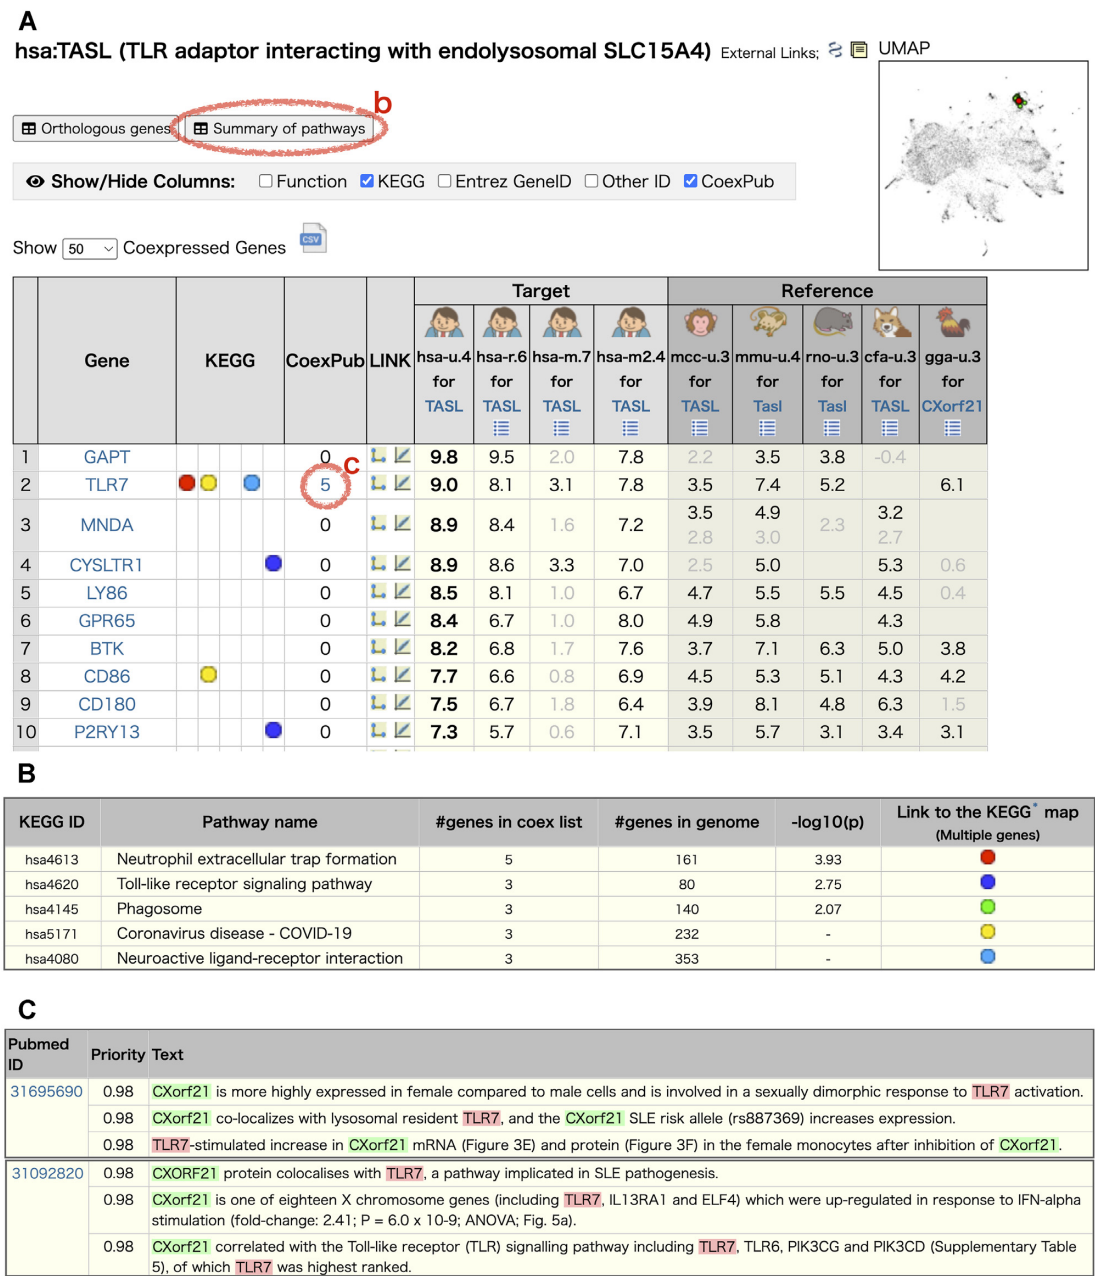 A
hsa:TASL (TLR adaptor interacting with endolysosomal SLC15A4) External Links; UMAP
b
Orthologous genes Summary of pathways
Show/Hide Columns: Function KEGG Entrez GeneID Other ID CoexPub
Show 50 Coexpressed Genes CSV
Target Reference
Gene KEGG CoexPub LINK hsa-u.4 for TASL hsa-r.6 for TASL hsa-m.7 for TASL hsa-m2.4 for TASL mcc-u.3 for TASL mmu-u.4 for Tasl rno-u.3 for Tasl cfa-u.3 for TASL gga-u.3 for CXorf21
1 GAPT 0 9.8 9.5 2.0 7.8 2.2 3.5 3.8 -0.4
c
2 TLR7 5 9.0 8.1 3.1 7.8 3.5 7.4 5.2 6.1
3 MNDA 0 8.9 8.4 1.6 7.2 3.5 2.8 4.9 3.0 2.3 3.2 2.7
4 CYSLTR1 0 8.9 8.6 3.3 7.0 2.5 5.0 5.3 0.6
5 LY86 0 8.5 8.1 1.0 6.7 4.7 5.5 5.5 4.5 0.4
6 GPR65 0 8.4 6.7 1.0 8.0 4.9 5.8 4.3
7 BTK 0 8.2 6.8 1.7 7.6 3.7 7.1 6.3 5.0 3.8
8 CD86 0 7.7 6.6 0.8 6.9 4.5 5.3 5.1 4.3 4.2
9 CD180 0 7.5 6.7 1.8 6.4 3.9 8.1 4.8 6.3 1.5
10 P2RY13 0 7.3 5.7 0.6 7.1 3.5 5.7 3.1 3.4 3.1
B
KEGG ID Pathway name #genes in coex list #genes in genome -log10(p) Link to the KEGG* map (Multiple genes)
hsa4613 Neutrophil extracellular trap formation 5 161 3.93
hsa4620 Toll-like receptor signaling pathway 3 80 2.75
hsa4145 Phagosome 3 140 2.07
hsa5171 Coronavirus disease - COVID-19 3 232 -
hsa4080 Neuroactive ligand-receptor interaction 3 353 -
C
Pubmed ID Priority Text
31695690 0.98 CXorf21 is more highly expressed in female compared to male cells and is involved in a sexually dimorphic response to TLR7 activation.
0.98 CXorf21 co-localizes with lysosomal resident TLR7, and the CXorf21 SLE risk allele (rs887369) increases expression.
0.98 TLR7-stimulated increase in CXorf21 mRNA (Figure 3E) and protein (Figure 3F) in the female monocytes after inhibition of CXorf21.
31092820 0.98 CXORF21 protein colocalises with TLR7, a pathway implicated in SLE pathogenesis.
0.98 CXorf21 is one of eighteen X chromosome genes (including TLR7, IL13RA1 and ELF4) which were up-regulated in response to IFN-alpha
stimulation (fold-change: 2.41; P = 6.0 x 10-9; ANOVA; Fig. 5a).
0.98 CXorf21 correlated with the Toll-like receptor (TLR) signalling pathway including TLR7, TLR6, PIK3CG and PIK3CD (Supplementary Table
5), of which TLR7 was highest ranked.